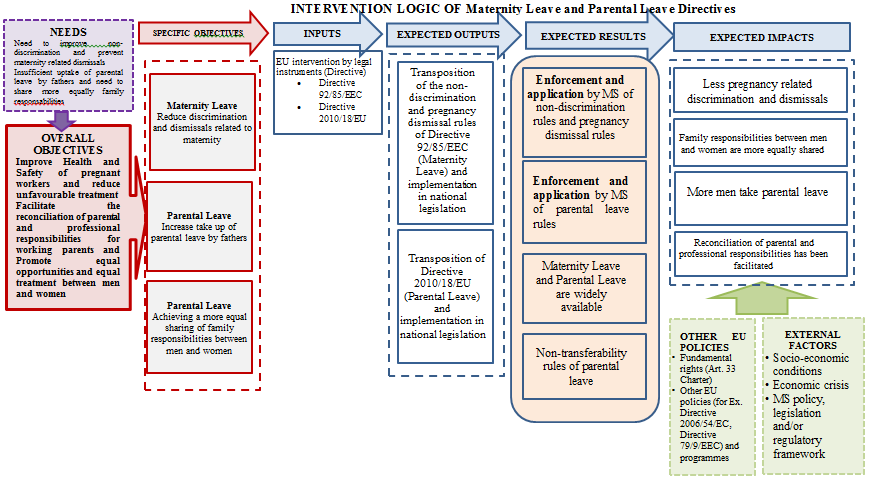 INTERVENTION LOGIC OF Maternity Leave and Parental Leave Directives
NEEDS
Need to improve non-
discrimination and prevent
maternity related dismissals
Insufficient uptake of parental
leave by fathers and need to
share more equally family
responsabilities
OVERALL
OBJECTIVES
Improve Health and
Safety of pregnant
workers and reduce
unfavourable treatment
Facilitate the
reconciliation of parental
and professional
responsibilities for
working parents and
Promote equal
opportunities and equal
treatment between men
and women
SPECIFIC OBJECTIVES
Maternity Leave
Reduce discrimination
and dismissals related to
maternity
Parental Leave
Increase take up of
parental leave by fathers
Parental Leave
Achieving a more equal
sharing of family
responsibilities between
men and women
INPUTS
EU intervention by legal
instruments (Directive)
• Directive
92/85/EEC
• Directive
2010/18/EU
EXPECTED OUTPUTS
Transposition
of the non-
discrimination
and pregnancy
dismissal rules
of Directive
92/85/EEC
(Maternity
Leave) and
implementation
in national
legislation
Transposition of
Directive
2010/18/EU
(Parental Leave)
and
implementation in
national legislation
EXPECTED RESULTS
Enforcement and
application by MS of
non-discrimination
rules and pregnancy
dismissal rules
Enforcement and
application by MS
of parental leave
rules
Maternity Leave
and Parental Leave
are widely
available
Non-transferability
rules of parental
leave
EXPECTED IMPACTS
Less pregnancy related
discrimination and dismissals
Family responsibilities between men
and women are more equally shared
More men take parental leave
Reconciliation of parental and
professional responsibilities has been
facilitated
OTHER EU
POLICIES
• Fundamental
rights (Art. 33
Charter)
• Other EU
policies (for Ex.
Directive
2006/54/EC,
Directive
79/9/EEC) and
programmes
EXTERNAL
FACTORS
• Socio-economic
conditions
• Economic crisis
• MS policy,
legislation
and/or
regulatory
framework